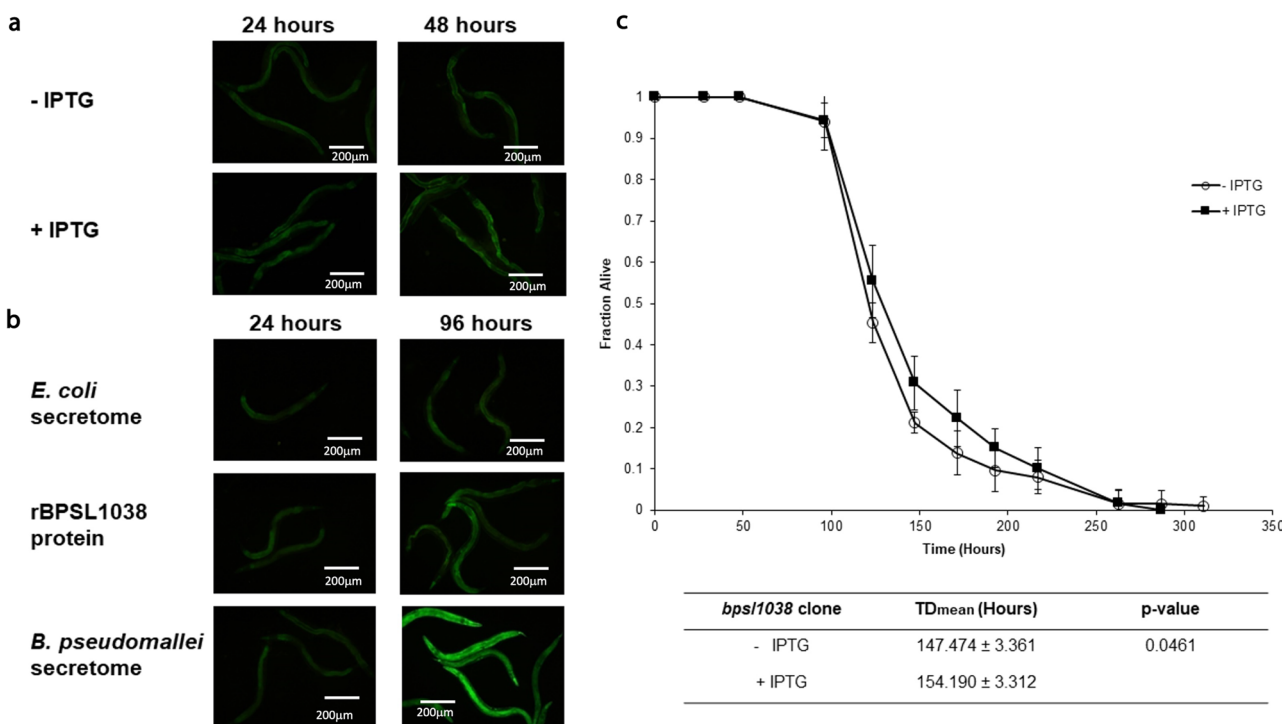 a
24 hours
48 hours
- IPTG
200µm
200µm
+ IPTG
200µm
200µm
b
24 hours
96 hours
E. coli
secretome
200µm
200µm
rBPSL1038
protein
200µm
200µm
B. pseudomallei
secretome
200µm
200µm
c
1
0.9
0.8
0.7
0.6
0.5
0.4
0.3
0.2
0.1
0
Fraction Alive
0 50 100 150 200 250 300 350
Time (Hours)
- IPTG
+ IPTG
bpsl1038 clone TDmean (Hours) p-value
- IPTG 147.474 ± 3.361 0.0461
+ IPTG 154.190 ± 3.312